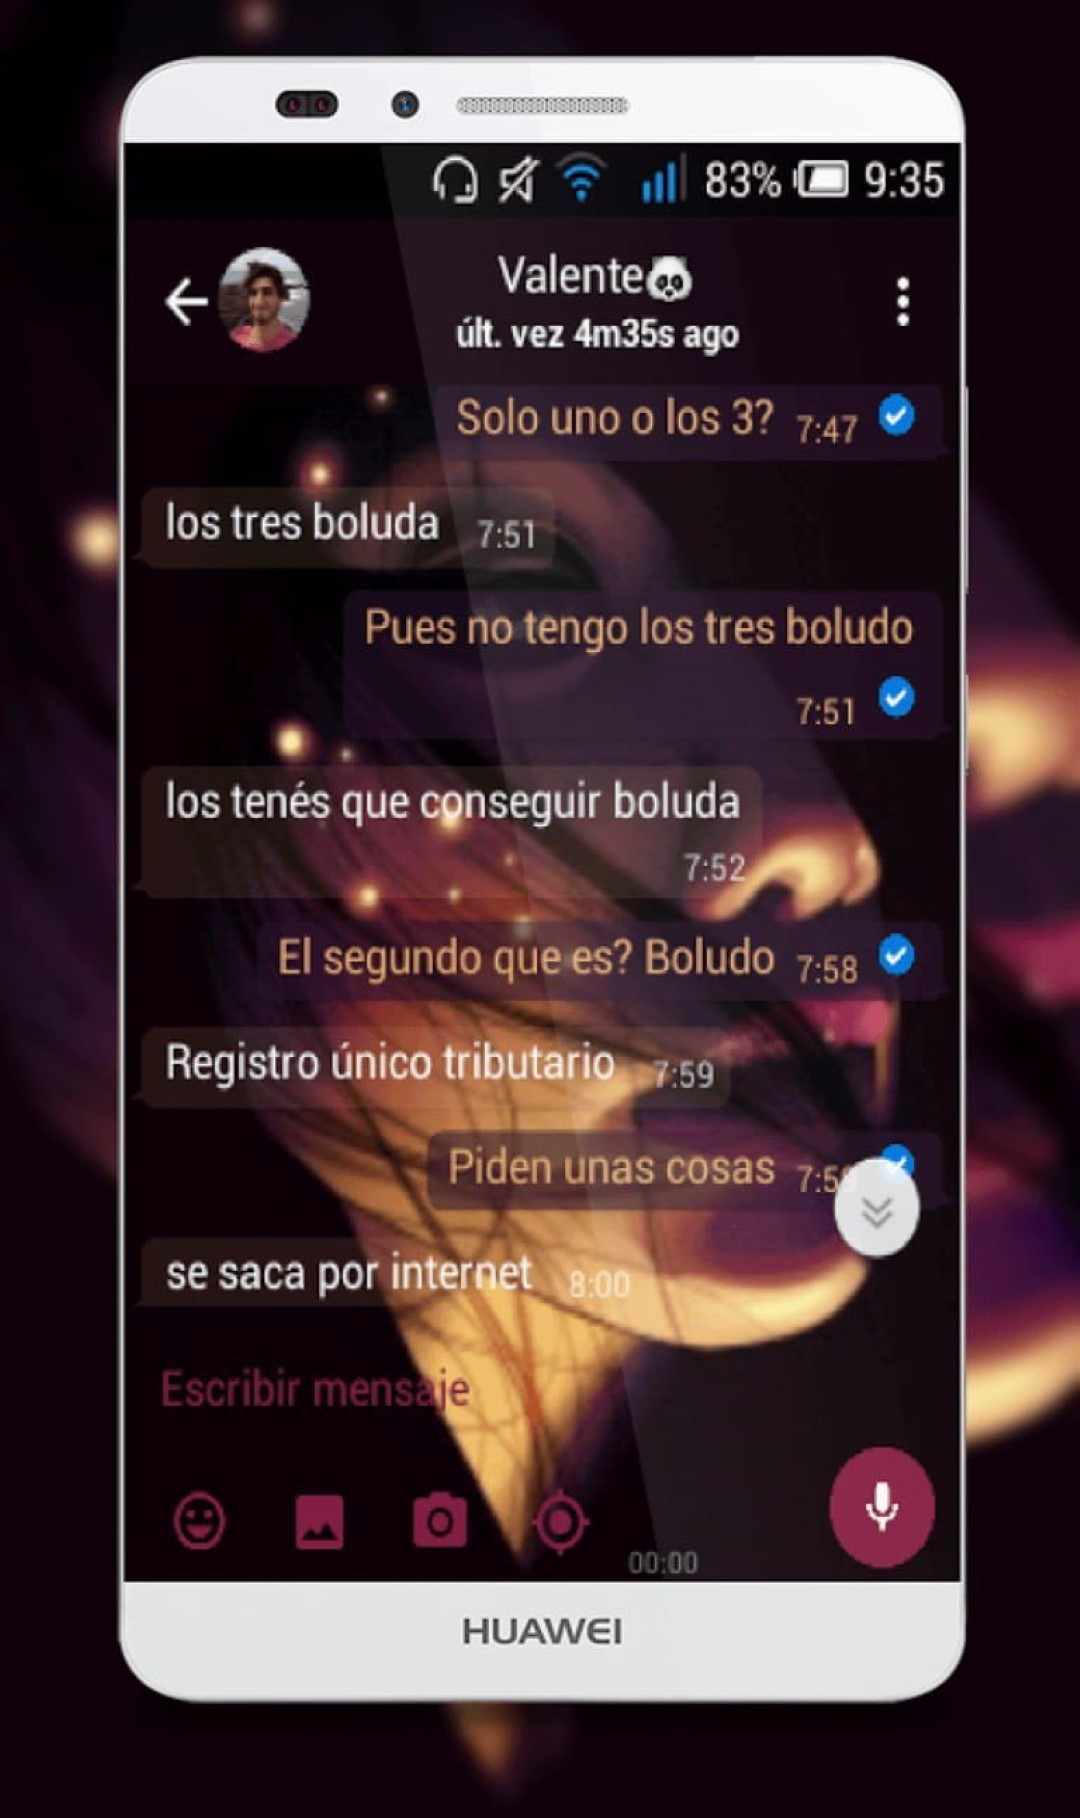 83% 9:35
Valente
últ. vez 4m35s ago
Solo uno o los 3? 7:47
los tres boluda 7:51
Pues no tengo los tres boludo
7:51
los tenés que conseguir boluda
7:52
El segundo que es? Boludo 7:58
Registro único tributario 7:59
Piden unas cosas
se saca por internet 8:00
Escribir mensaje
00:00
HUAWEI